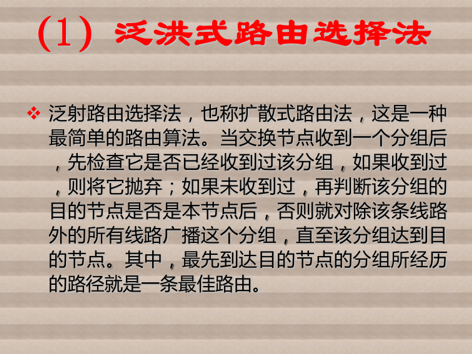 (1) 泛洪式路由选择法
泛射路由选择法，也称扩散式路由法，这是一种
最简单的路由算法。当交换节点收到一个分组后
，先检查它是否已经收到过该分组，如果收到过
，则将它抛弃；如果未收到过，再判断该分组的
目的节点是否是本节点后，否则就对除该条线路
外的所有线路广播这个分组，直至该分组达到目
的节点。其中，最先到达目的节点的分组所经历
的路径就是一条最佳路由。